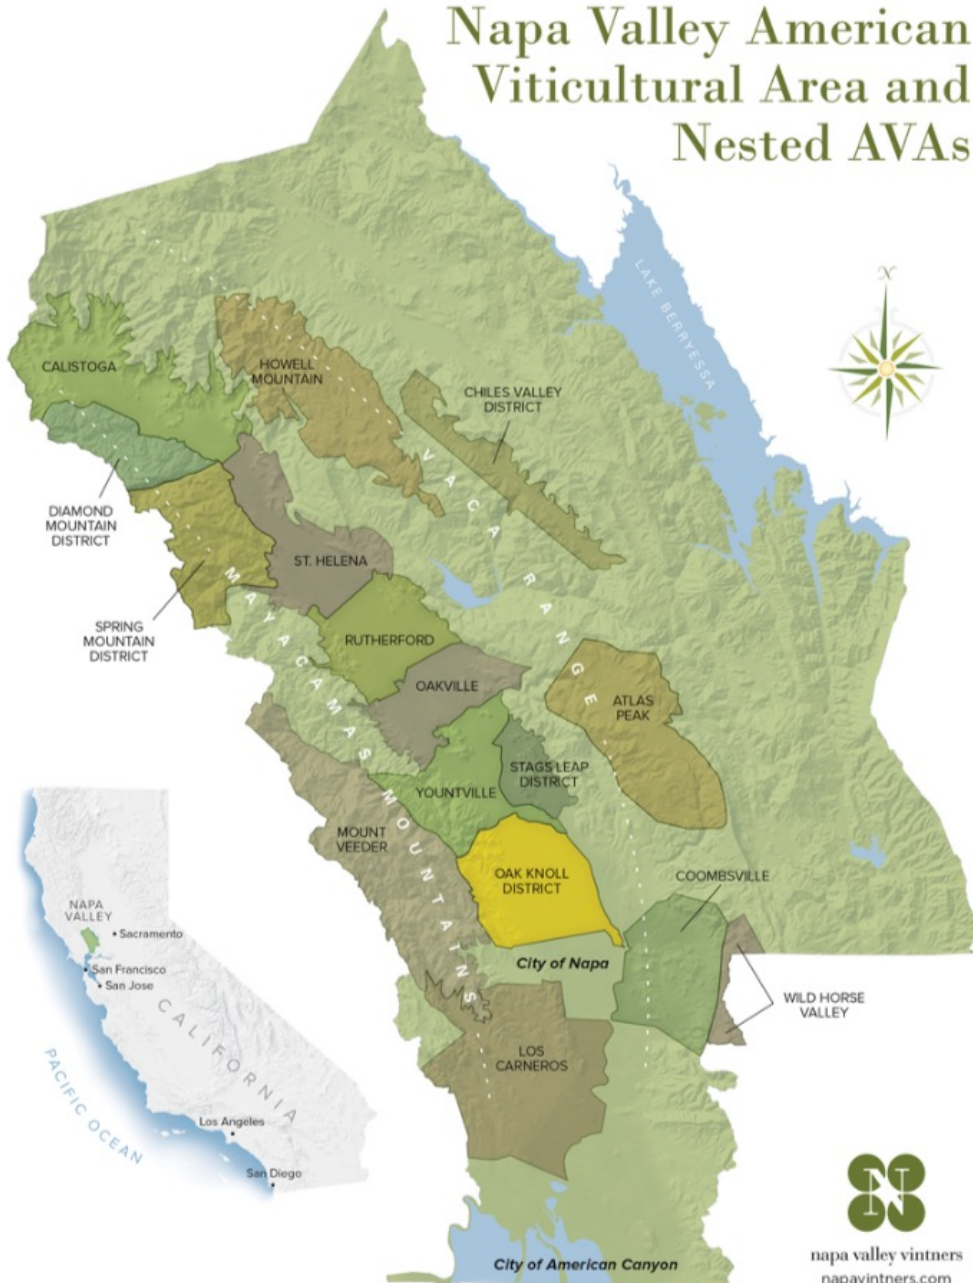 Napa Valley American
Viticultural Area and
Nested AVAs
N
LAKE BERRYESSA
CALISTOGA
HOWELL
MOUNTAIN
CHILES VALLEY
DISTRICT
VACA RANGE
DIAMOND
MOUNTAIN
DISTRICT
ST. HELENA
SPRING
MOUNTAIN
DISTRICT
MAYACAMAS MOUNTAINS
RUTHERFORD
OAKVILLE
ATLAS
PEAK
STAGS LEAP
DISTRICT
YOUNTVILLE
MOUNT
VEEDER
OAK KNOLL
DISTRICT
COOMBSVILLE
City of Napa
WILD HORSE
VALLEY
LOS
CARNEROS
NAPA
VALLEY
Sacramento
San Francisco
San Jose
CALIFORNIA
PACIFIC OCEAN
Los Angeles
San Diego
City of American Canyon
N
napa valley vintners
napavintners.com